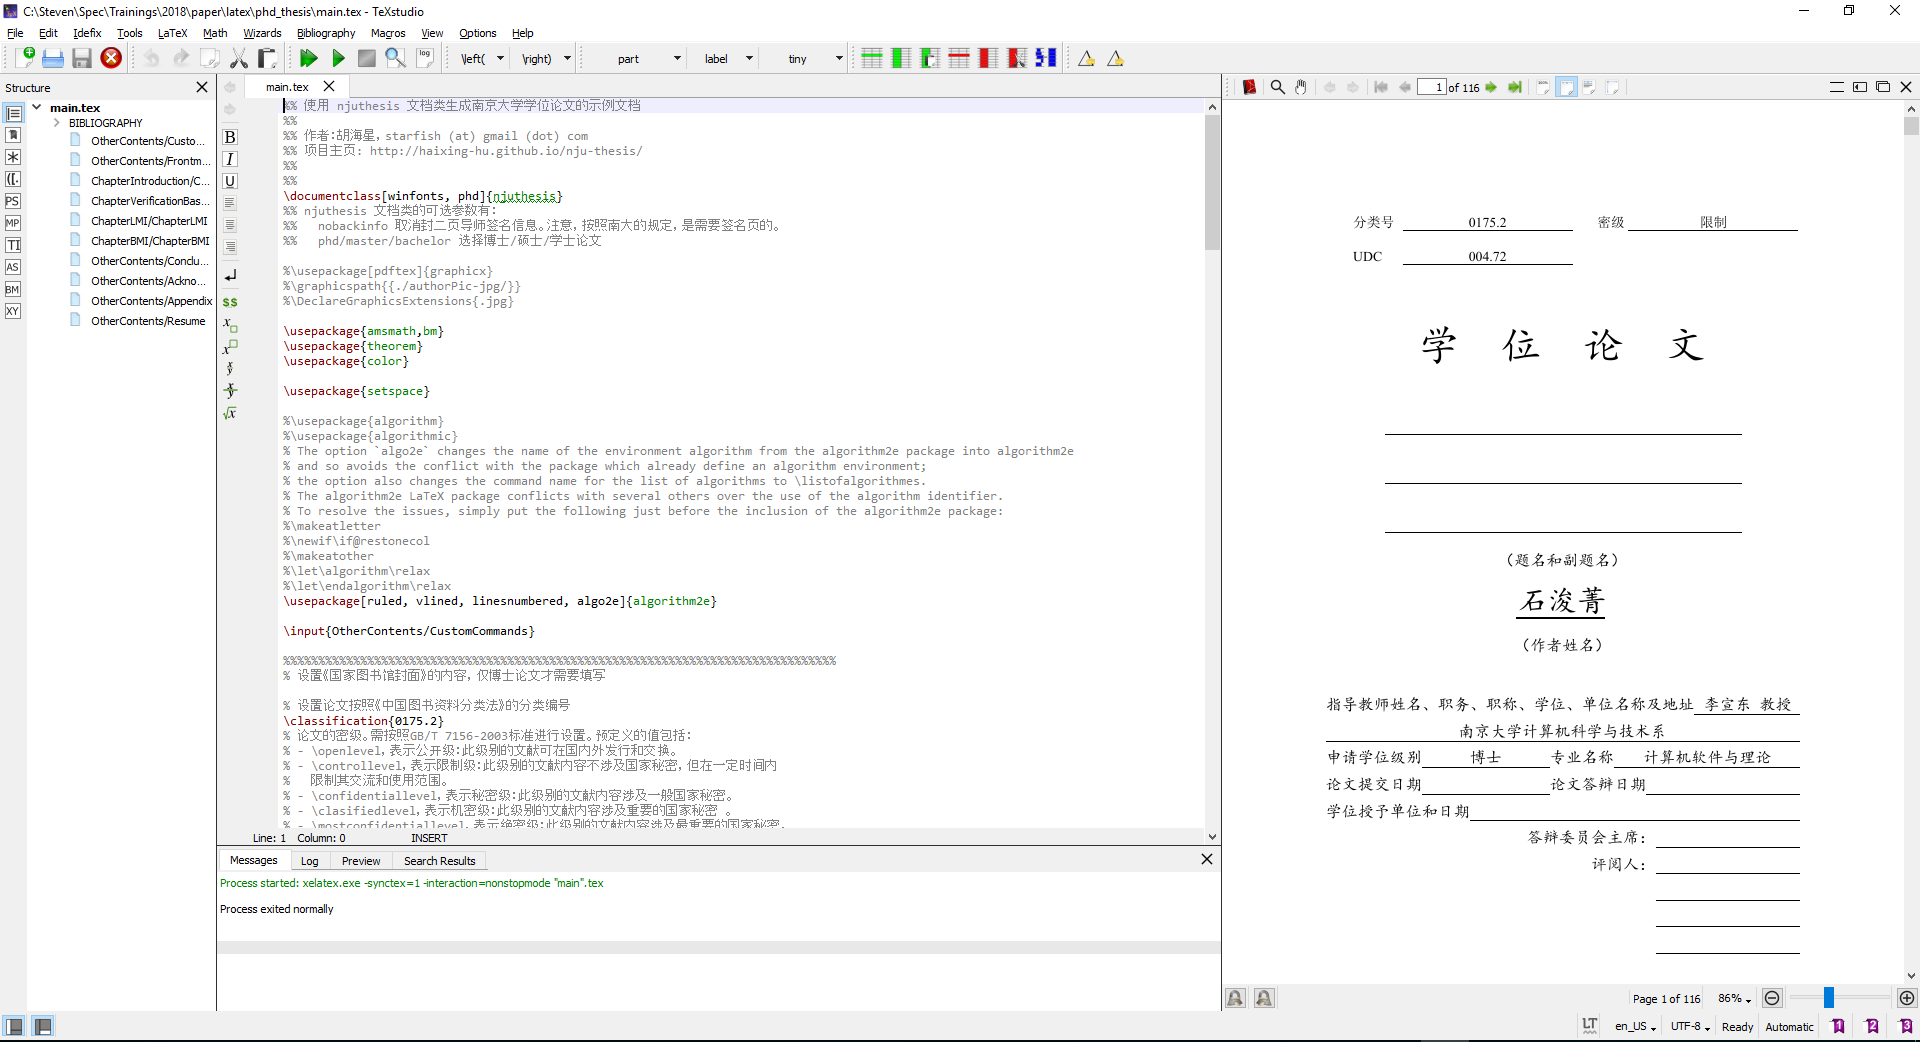 C:\Steven\Spec\Trainings\2018\paper\latex\phd_thesis\main.tex - TeXstudio
File Edit Idefix Tools LaTeX Math Wizards Bibliography Macros View Options Help
\left( \right) part label tiny
log
Structure
main.tex
BIBLIOGRAPHY
OtherContents/Custo...
OtherContents/Frontm...
ChapterIntroduction/C...
ChapterVerificationBas...
ChapterLMI/ChapterLMI
ChapterBMI/ChapterBMI
OtherContents/Conclu...
OtherContents/Ackno...
OtherContents/Appendix
OtherContents/Resume
PS
MP
TI
AS
BM
XY
B
I
U
$$
main.tex
%% 使用 njuthesis 文档类生成南京大学学位论文的示例文档
%%
%% 作者:胡海星, starfish (at) gmail (dot) com
%% 项目主页: http://haixing-hu.github.io/nju-thesis/
%%
%%
\documentclass[winfonts, phd]{njuthesis}
%% njuthesis 文档类的可选参数有:
%% nobackinfo 取消封二页导师签名信息。注意,按照南大的规定,是需要签名页的。
%% phd/master/bachelor 选择博士/硕士/学士论文
%\usepackage[pdftex]{graphicx}
%\graphicspath{{./authorPic-jpg/}}
%\DeclareGraphicsExtensions{.jpg}
\usepackage{amsmath,bm}
\usepackage{theorem}
\usepackage{color}
\usepackage{setspace}
%\usepackage{algorithm}
%\usepackage{algorithmic}
% The option `algo2e` changes the name of the environment algorithm from the algorithm2e package into algorithm2e
% and so avoids the conflict with the package which already define an algorithm environment;
% the option also changes the command name for the list of algorithms to \listofalgorithmes.
% The algorithm2e LaTeX package conflicts with several others over the use of the algorithm identifier.
% To resolve the issues, simply put the following just before the inclusion of the algorithm2e package:
%\makeatletter
%\newif\if@restonecol
%\makeatother
%\let\algorithm\relax
%\let\endalgorithm\relax
\usepackage[ruled, vlined, linesnumbered, algo2e]{algorithm2e}
\input{OtherContents/CustomCommands}
%%%%%%%%%%%%%%%%%%%%%%%%%%%%%%%%%%%%%%%%%%%%%%%%%%%%%%%%%%%%%%%%%%%%%%%%%%%%%%%
% 设置《国家图书馆封面》的内容,仅博士论文才需要填写
% 设置论文按照《中国图书资料分类法》的分类编号
\classification{0175.2}
% 论文的密级。需按照GB/T 7156-2003标准进行设置。预定义的值包括:
% - \openlevel,表示公开级:此级别的文献可在国内外发行和交换。
% - \controllevel,表示限制级:此级别的文献内容不涉及国家秘密,但在一定时间内
% 限制其交流和使用范围。
% - \confidentiallevel,表示秘密级:此级别的文献内容涉及一般国家秘密。
% - \clasifiedlevel,表示机密级:此级别的文献内容涉及重要的国家秘密 。
% - \mostconfidentiallevel,表示绝密级:此级别的文献内容涉及最重要的国家秘密。
Line: 1 Column: 0 INSERT
Messages Log Preview Search Results
Process started: xelatex.exe -synctex=1 -interaction=nonstopmode "main".tex
Process exited normally
1 of 116
分类号 0175.2 密级 限制
UDC 004.72
学 位 论 文
(题名和副题名)
石浚菁
(作者姓名)
指导教师姓名、职务、职称、学位、单位名称及地址 李宣东 教授
南京大学计算机科学与技术系
申请学位级别 博士 专业名称 计算机软件与理论
论文提交日期 论文答辩日期
学位授予单位和日期
答辩委员会主席:
评阅人:
Page 1 of 116 86%
LT en_US UTF-8 Ready Automatic 1 2 3